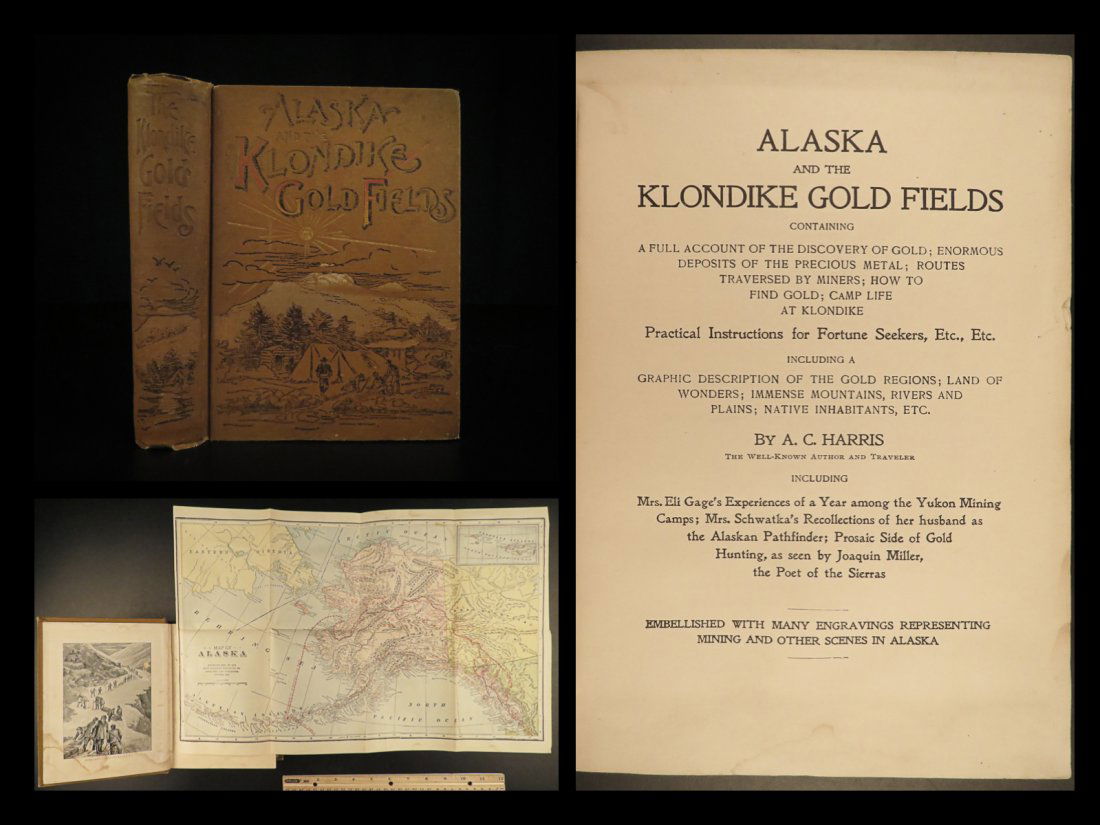 The
Klondike
Gold
Fields
ALASKA
AND THE
KLONDIKE
GOLD FIELDS
ALASKA
AND THE
KLONDIKE GOLD FIELDS
CONTAINING
A FULL ACCOUNT OF THE DISCOVERY OF GOLD; ENORMOUS
DEPOSITS OF THE PRECIOUS METAL; ROUTES
TRAVERSED BY MINERS; HOW TO
FIND GOLD; CAMP LIFE
AT KLONDIKE
Practical Instructions for Fortune Seekers, Etc., Etc.
INCLUDING A
GRAPHIC DESCRIPTION OF THE GOLD REGIONS; LAND OF
WONDERS; IMMENSE MOUNTAINS, RIVERS AND
PLAINS; NATIVE INHABITANTS, ETC.
BY A. C. HARRIS
THE WELL-KNOWN AUTHOR AND TRAVELER
INCLUDING
Mrs. Eli Gage's Experiences of a Year among the Yukon Mining
Camps; Mrs. Schwatka's Recollections of her husband as
the Alaskan Pathfinder; Prosaic Side of Gold
Hunting, as seen by Joaquin Miller,
the Poet of the Sierras
EMBELLISHED WITH MANY ENGRAVINGS REPRESENTING
MINING AND OTHER SCENES IN ALASKA
ARCTIC OCEAN
EASTERN SIBERIA
BEHRING SEA
MAP OF
ALASKA
NORTH
PACIFIC OCEAN